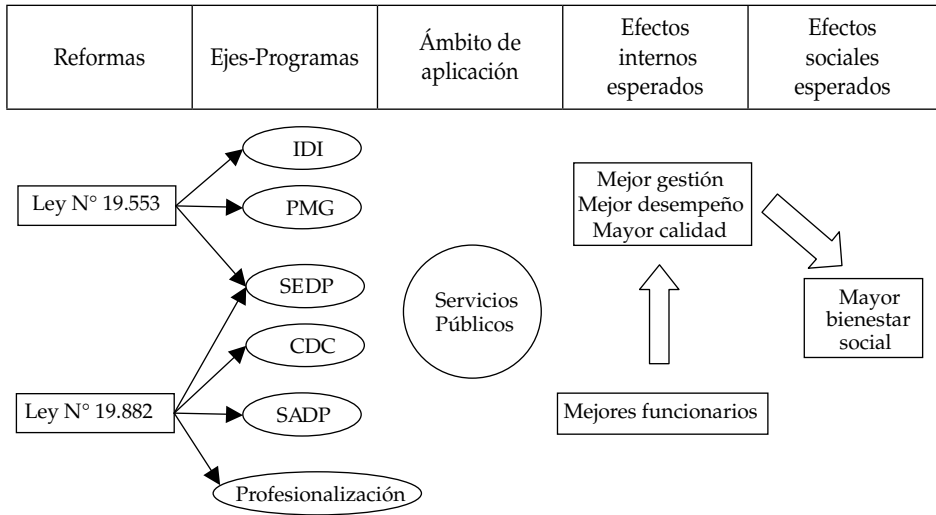 Reformas
Ejes-Programas
Ámbito de
aplicación
Efectos
internos
esperados
Efectos
sociales
esperados
Ley N° 19.553
Ley N° 19.882
IDI
PMG
SEDP
CDC
SADP
Profesionalización
Servicios
Públicos
Mejor gestión
Mejor desempeño
Mayor calidad
Mejores funcionarios
Mayor
bienestar
social